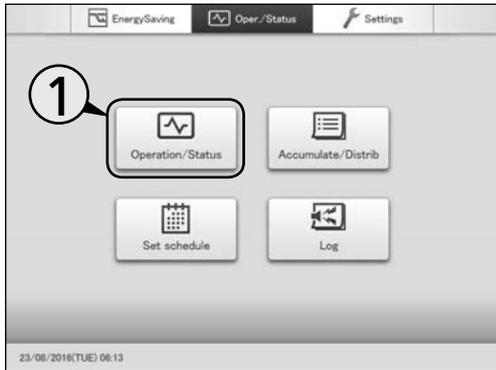 EnergySaving
Oper./Status
Settings
1
Operation/Status
Accumulate/Distrib
Set schedule
Log
23/08/2016(TUE) 06:13